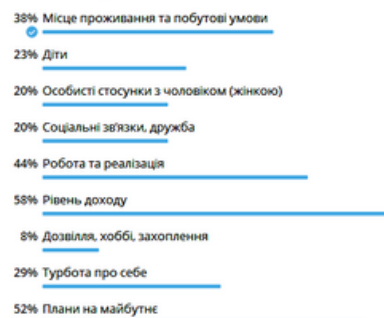 38% Місце проживання та побутові умови
23% Діти
20% Особисті стосунки з чоловіком (жінкою)
20% Соціальні зв'язки, дружба
44% Робота та реалізація
58% Рівень доходу
8% Дозвілля, хоббі, захоплення
29% Турбота про себе
52% Плани на майбутнє